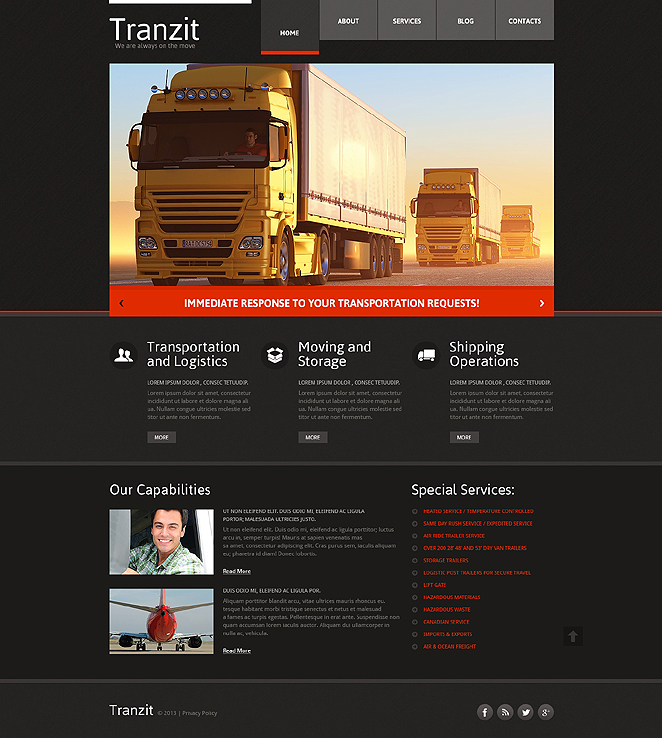 Tranzit
We are always on the move
HOME
ABOUT
SERVICES
BLOG
CONTACTS
IMMEDIATE RESPONSE TO YOUR TRANSPORTATION REQUESTS!
Transportation
and Logistics
LOREM IPSUM DOLOR , CONSEC TETUUDIP.
Lorem ipsum dolor sit amet, consectetur
incididunt ut labore et dolore magna ali
ua. Nullam congue ultricies molestie sed
titor ut ante non fermentum.
MORE
Moving and
Storage
LOREM IPSUM DOLOR , CONSEC TETUUDIP.
Lorem ipsum dolor sit amet, consectetur
incididunt ut labore et dolore magna ali
ua. Nullam congue ultricies molestie sed
titor ut ante non fermentum.
MORE
Shipping
Operations
LOREM IPSUM DOLOR , CONSEC TETUUDIP.
Lorem ipsum dolor sit amet, consectetur
incididunt ut labore et dolore magna ali
ua. Nullam congue ultricies molestie sed
titor ut ante non fermentum.
MORE
Our Capabilities
UT NON ELEIFEND ELIT. DUIS ODIO MI, ELEIFEND AC LIGULA
PORTOR; MALESUADA ULTRICIES JUSTO.
Ut non eleifend elit. Duis odio mi, eleifend ac ligula porttitor; luctus
arcu in, semper turpis! Mauris at sapien venenatis mas
sa amet, consectetur adipiscing elit. Cras purus sem, iaculis aliquam
eu; pharetra id diam! Donec lobortis.
Read More
DUIS ODIO MI, ELEIFEND AC LIGULA POR.
Aliquam porttitor blandit arcu, vitae ultrices mauris rhoncus eu.
tesque habitant morbi tristique senectus et netus et malesuad
a fames ac turpis egestas. Pellentesque in erat ante. Suspendisse non
quam accumsan lorem iaculis auctor. Aliquam dui ullamcorper in
nulla ac, vehicula.
Read More
Special Services:
HEATED SERVICE / TEMPERATURE CONTROLLED
SAME DAY RUSH SERVICE / EXPEDITED SERVICE
AIR RIDE TRAILER SERVICE
OVER 200 28' 48' AND 53' DRY VAN TRAILERS
STORAGE TRAILERS
LOGISTIC POST TRAILERS FOR SECURE TRAVEL
LIFT GATE
HAZARDOUS MATERIALS
HAZARDOUS WASTE
CANADIAN SERVICE
IMPORTS & EXPORTS
AIR & OCEAN FREIGHT
Tranzit © 2013 | Privacy Policy